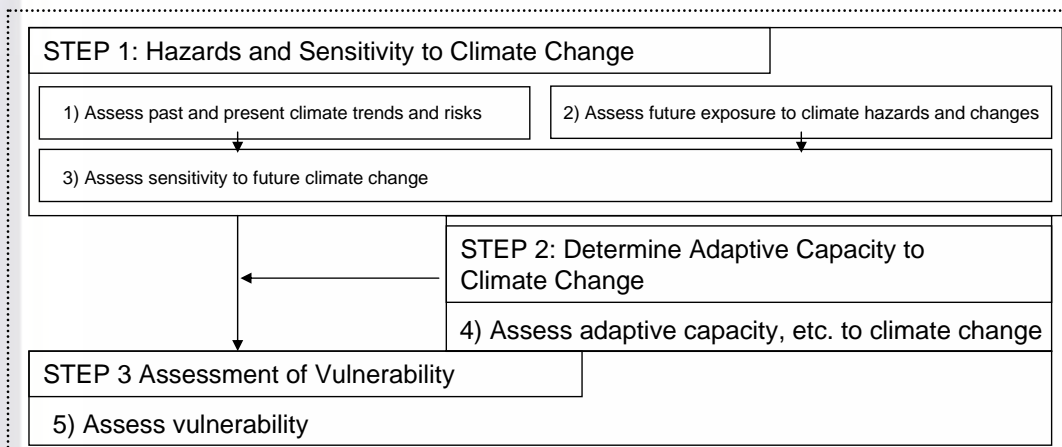 STEP 1: Hazards and Sensitivity to Climate Change
1) Assess past and present climate trends and risks
2) Assess future exposure to climate hazards and changes
3) Assess sensitivity to future climate change
STEP 2: Determine Adaptive Capacity to
Climate Change
4) Assess adaptive capacity, etc. to climate change
STEP 3 Assessment of Vulnerability
5) Assess vulnerability